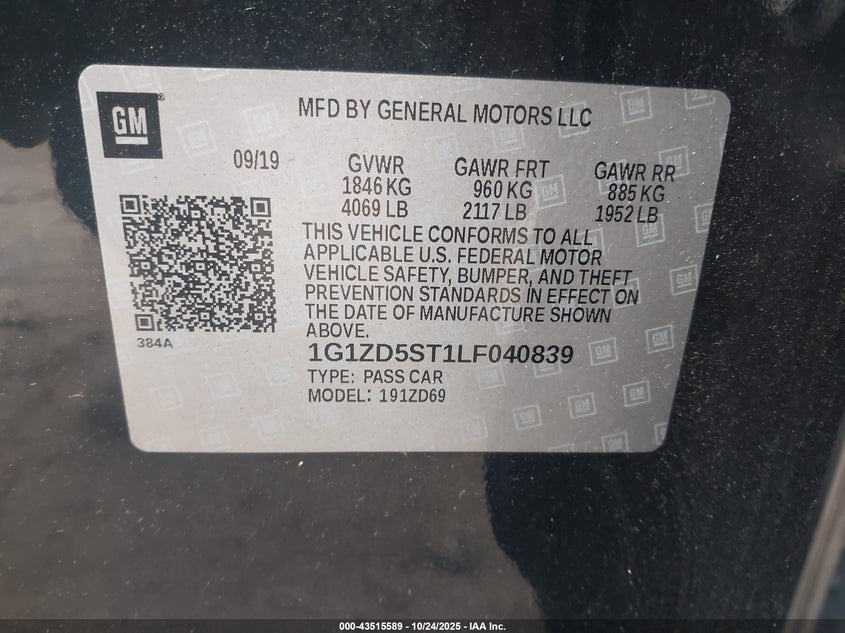 GM
MFD BY GENERAL MOTORS LLC
09/19 GVWR GAWR FRT GAWR RR
1846 KG 960 KG 885 KG
4069 LB 2117 LB 1952 LB
THIS VEHICLE CONFORMS TO ALL
APPLICABLE U.S. FEDERAL MOTOR
VEHICLE SAFETY, BUMPER, AND THEFT
PREVENTION STANDARDS IN EFFECT ON
THE DATE OF MANUFACTURE SHOWN
ABOVE.
384A
1G1ZD5ST1LF040839
TYPE: PASS CAR
MODEL: 191ZD69
000-43515589 - 10/24/2025 - IAA Inc.